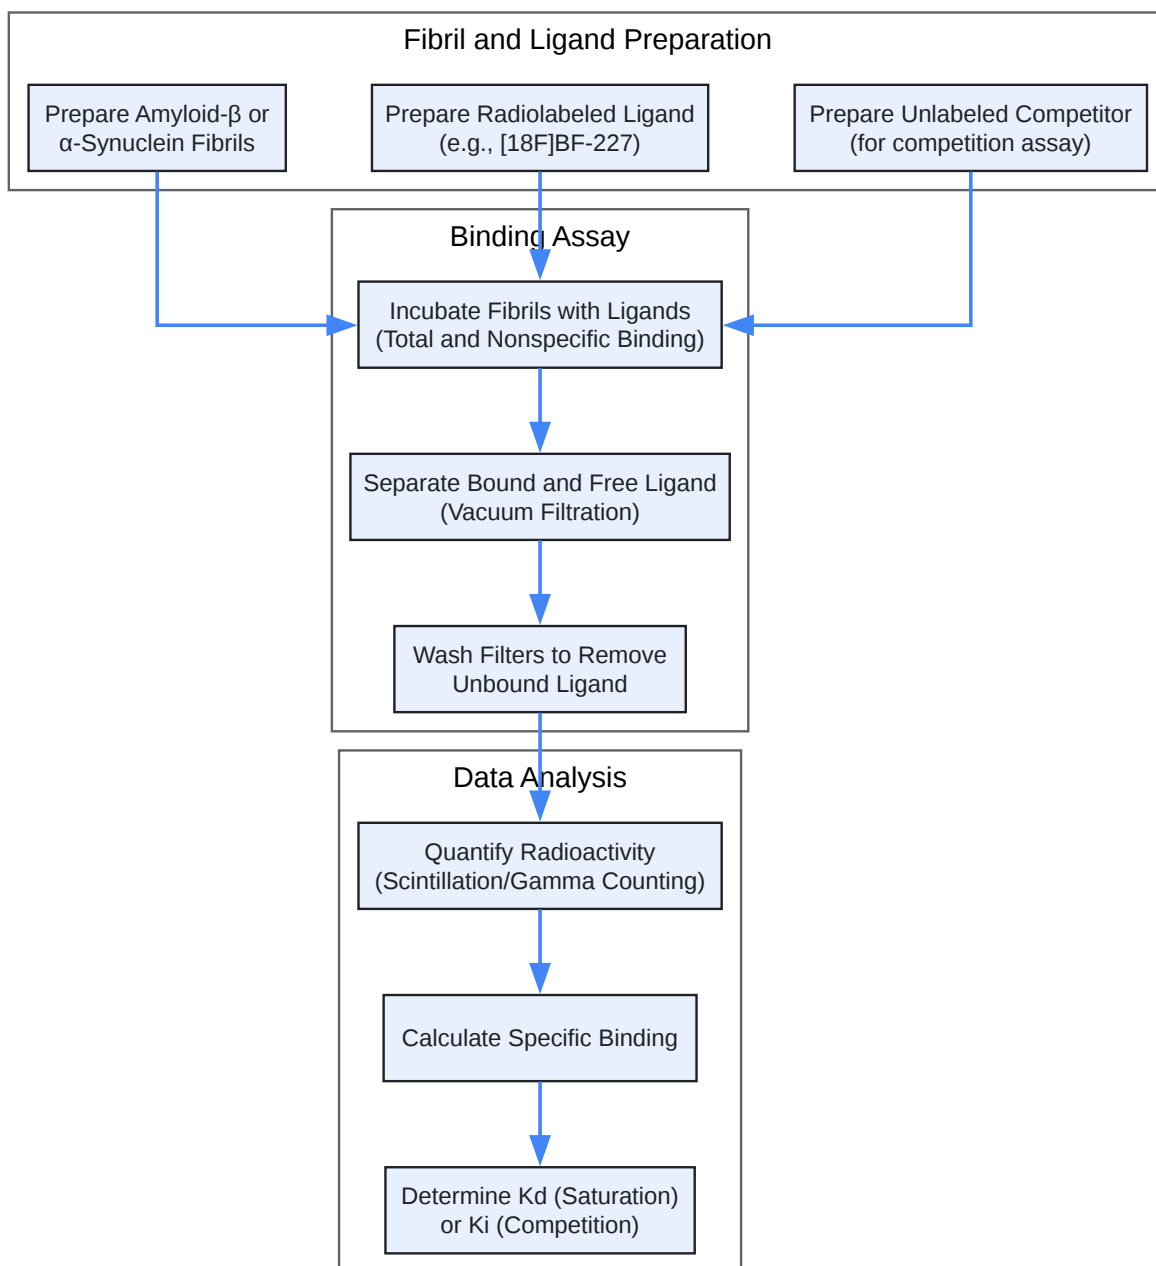 Fibril and Ligand Preparation
Prepare Amyloid-β or
α-Synuclein Fibrils
Prepare Radiolabeled Ligand
(e.g., [18F]BF-227)
Prepare Unlabeled Competitor
(for competition assay)
Binding Assay
Incubate Fibrils with Ligands
(Total and Nonspecific Binding)
Separate Bound and Free Ligand
(Vacuum Filtration)
Wash Filters to Remove
Unbound Ligand
Data Analysis
Quantify Radioactivity
(Scintillation/Gamma Counting)
Calculate Specific Binding
Determine Kd (Saturation)
or Ki (Competition)